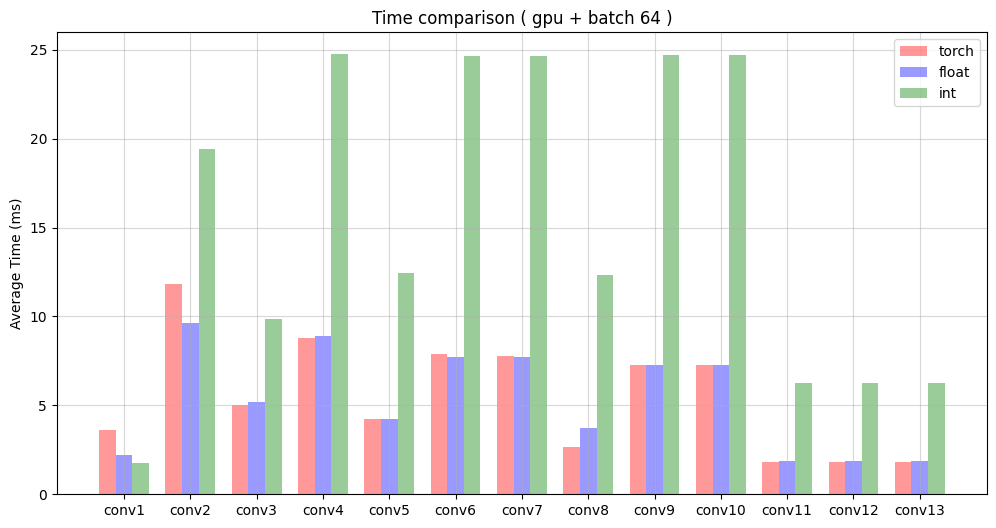 Time comparison ( gpu + batch 64 )
torch
float
int
Average Time (ms)
25
20
15
10
5
0
conv1 conv2 conv3 conv4 conv5 conv6 conv7 conv8 conv9 conv10 conv11 conv12 conv13